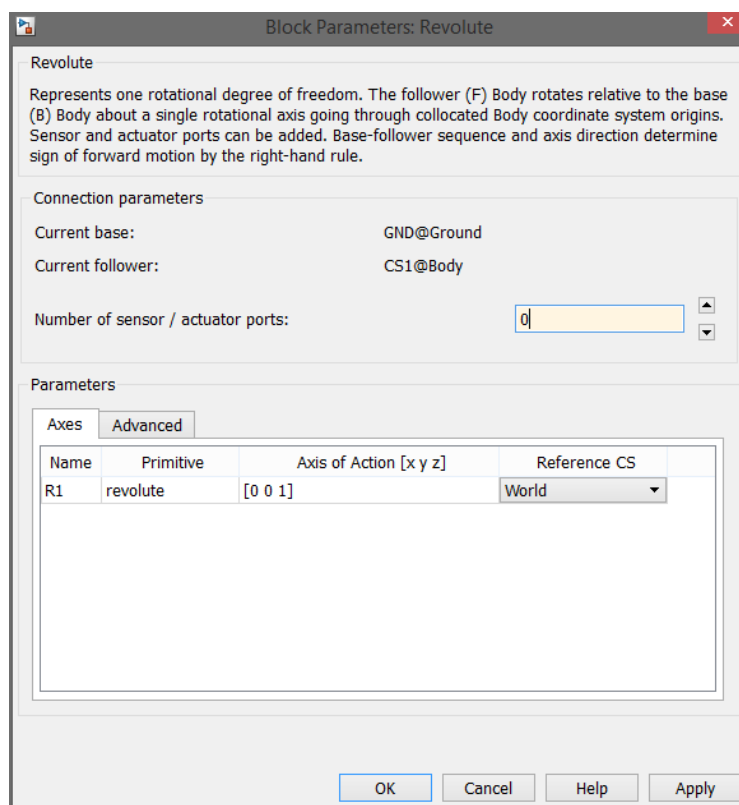 Block Parameters: Revolute
Revolute
Represents one rotational degree of freedom. The follower (F) Body rotates relative to the base
(B) Body about a single rotational axis going through collocated Body coordinate system origins.
Sensor and actuator ports can be added. Base-follower sequence and axis direction determine
sign of forward motion by the right-hand rule.
Connection parameters
Current base: GND@Ground
Current follower: CS1@Body
Number of sensor / actuator ports: 0
Parameters
Axes Advanced
Name Primitive Axis of Action [x y z] Reference CS
R1 revolute [0 0 1] World
OK Cancel Help Apply